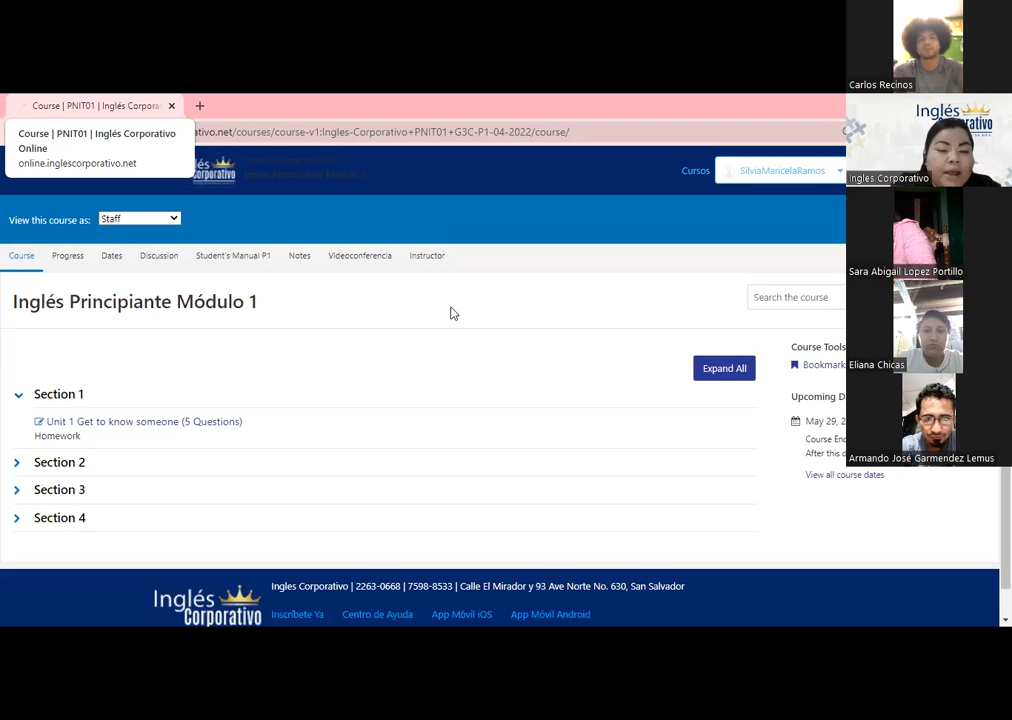 Course | PNIT01 | Inglés Corpora
Course | PNIT01 | Inglés Corporativo
Online
online.inglescorporativo.net
ativo.net/courses/course-v1:Ingles-Corporativo+PNIT01+G3C-P1-04-2022/course/
Cursos
SilviaMaricelaRamos
View this course as:
Staff
Course
Progress
Dates
Discussion
Student's Manual P1
Notes
Videoconferencia
Instructor
Inglés Principiante Módulo 1
Search the course
Expand All
Section 1
Unit 1 Get to know someone (5 Questions)
Homework
Section 2
Section 3
Section 4
Course Tools
Bookmark
Upcoming Da
May 29, 2
Course End
After this c
View all course dates
Inglés
Corporativo
Ingles Corporativo | 2263-0668 | 7598-8533 | Calle El Mirador y 93 Ave Norte No. 630, San Salvador
Inscríbete Ya
Centro de Ayuda
App Móvil iOS
App Móvil Android
Carlos Recinos
Inglés
Ingles Corporativo
Sara Abigail Lopez Portillo
Eliana Chicas
Armando José Garmendez Lemus